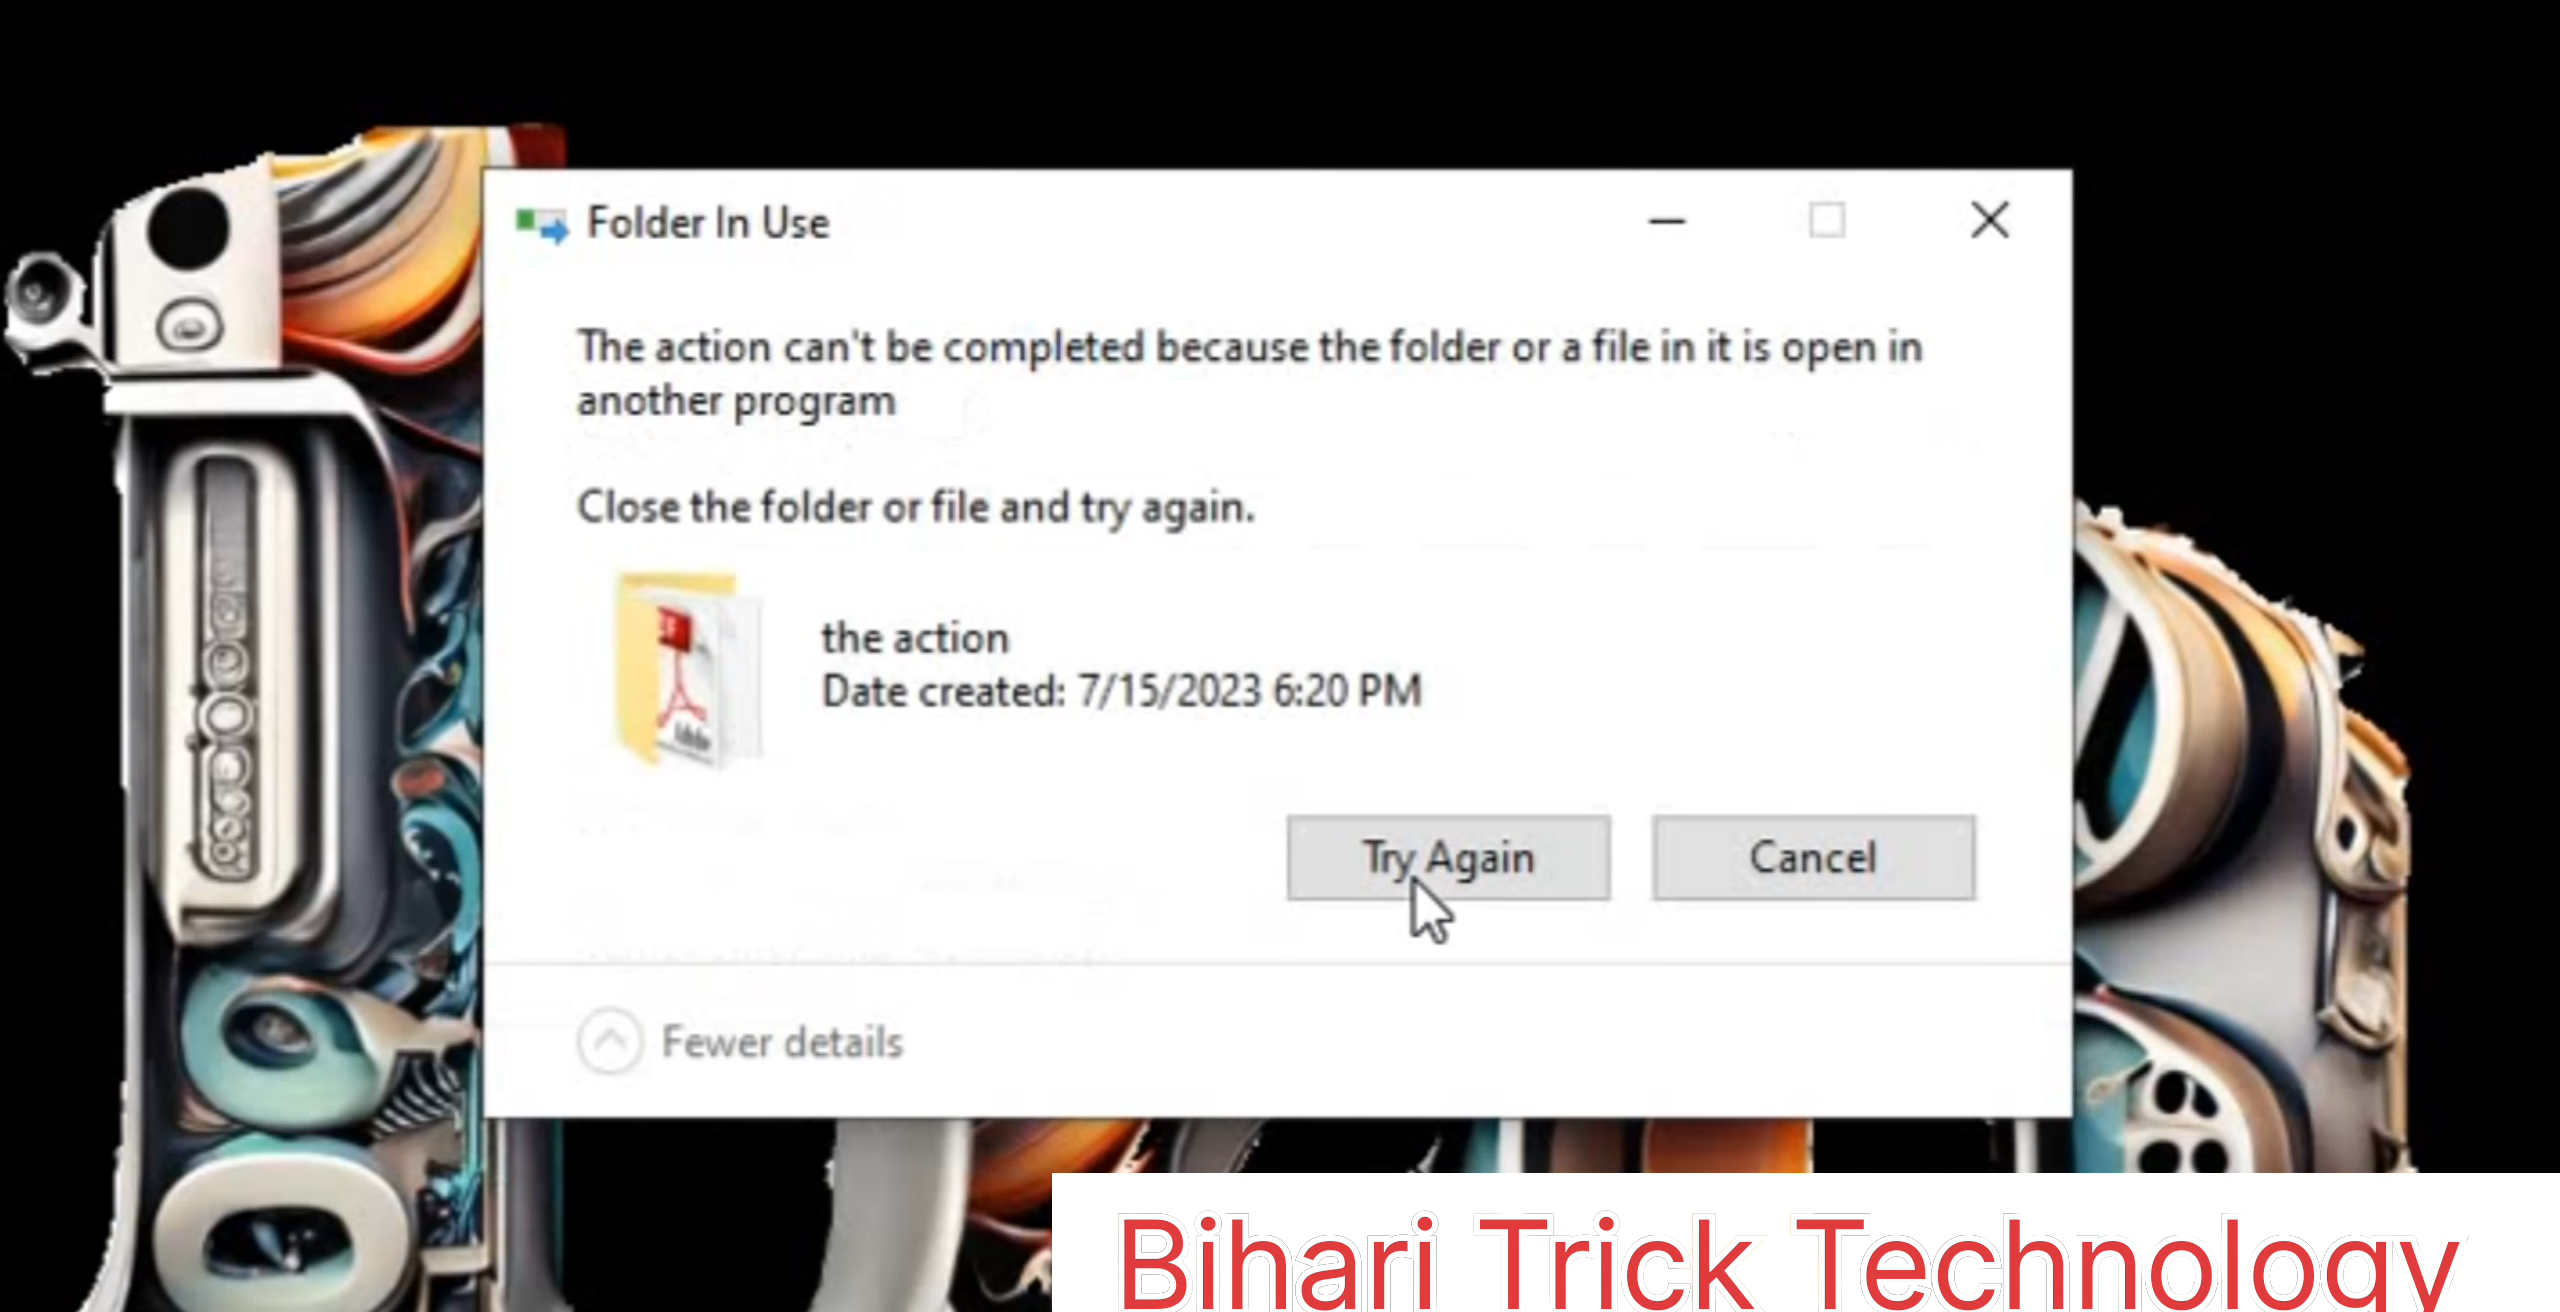 Folder In Use
The action can't be completed because the folder or a file in it is open in
another program
Close the folder or file and try again.
the action
Date created: 7/15/2023 6:20 PM
Try Again
Cancel
Fewer details
Bihari Trick Technology